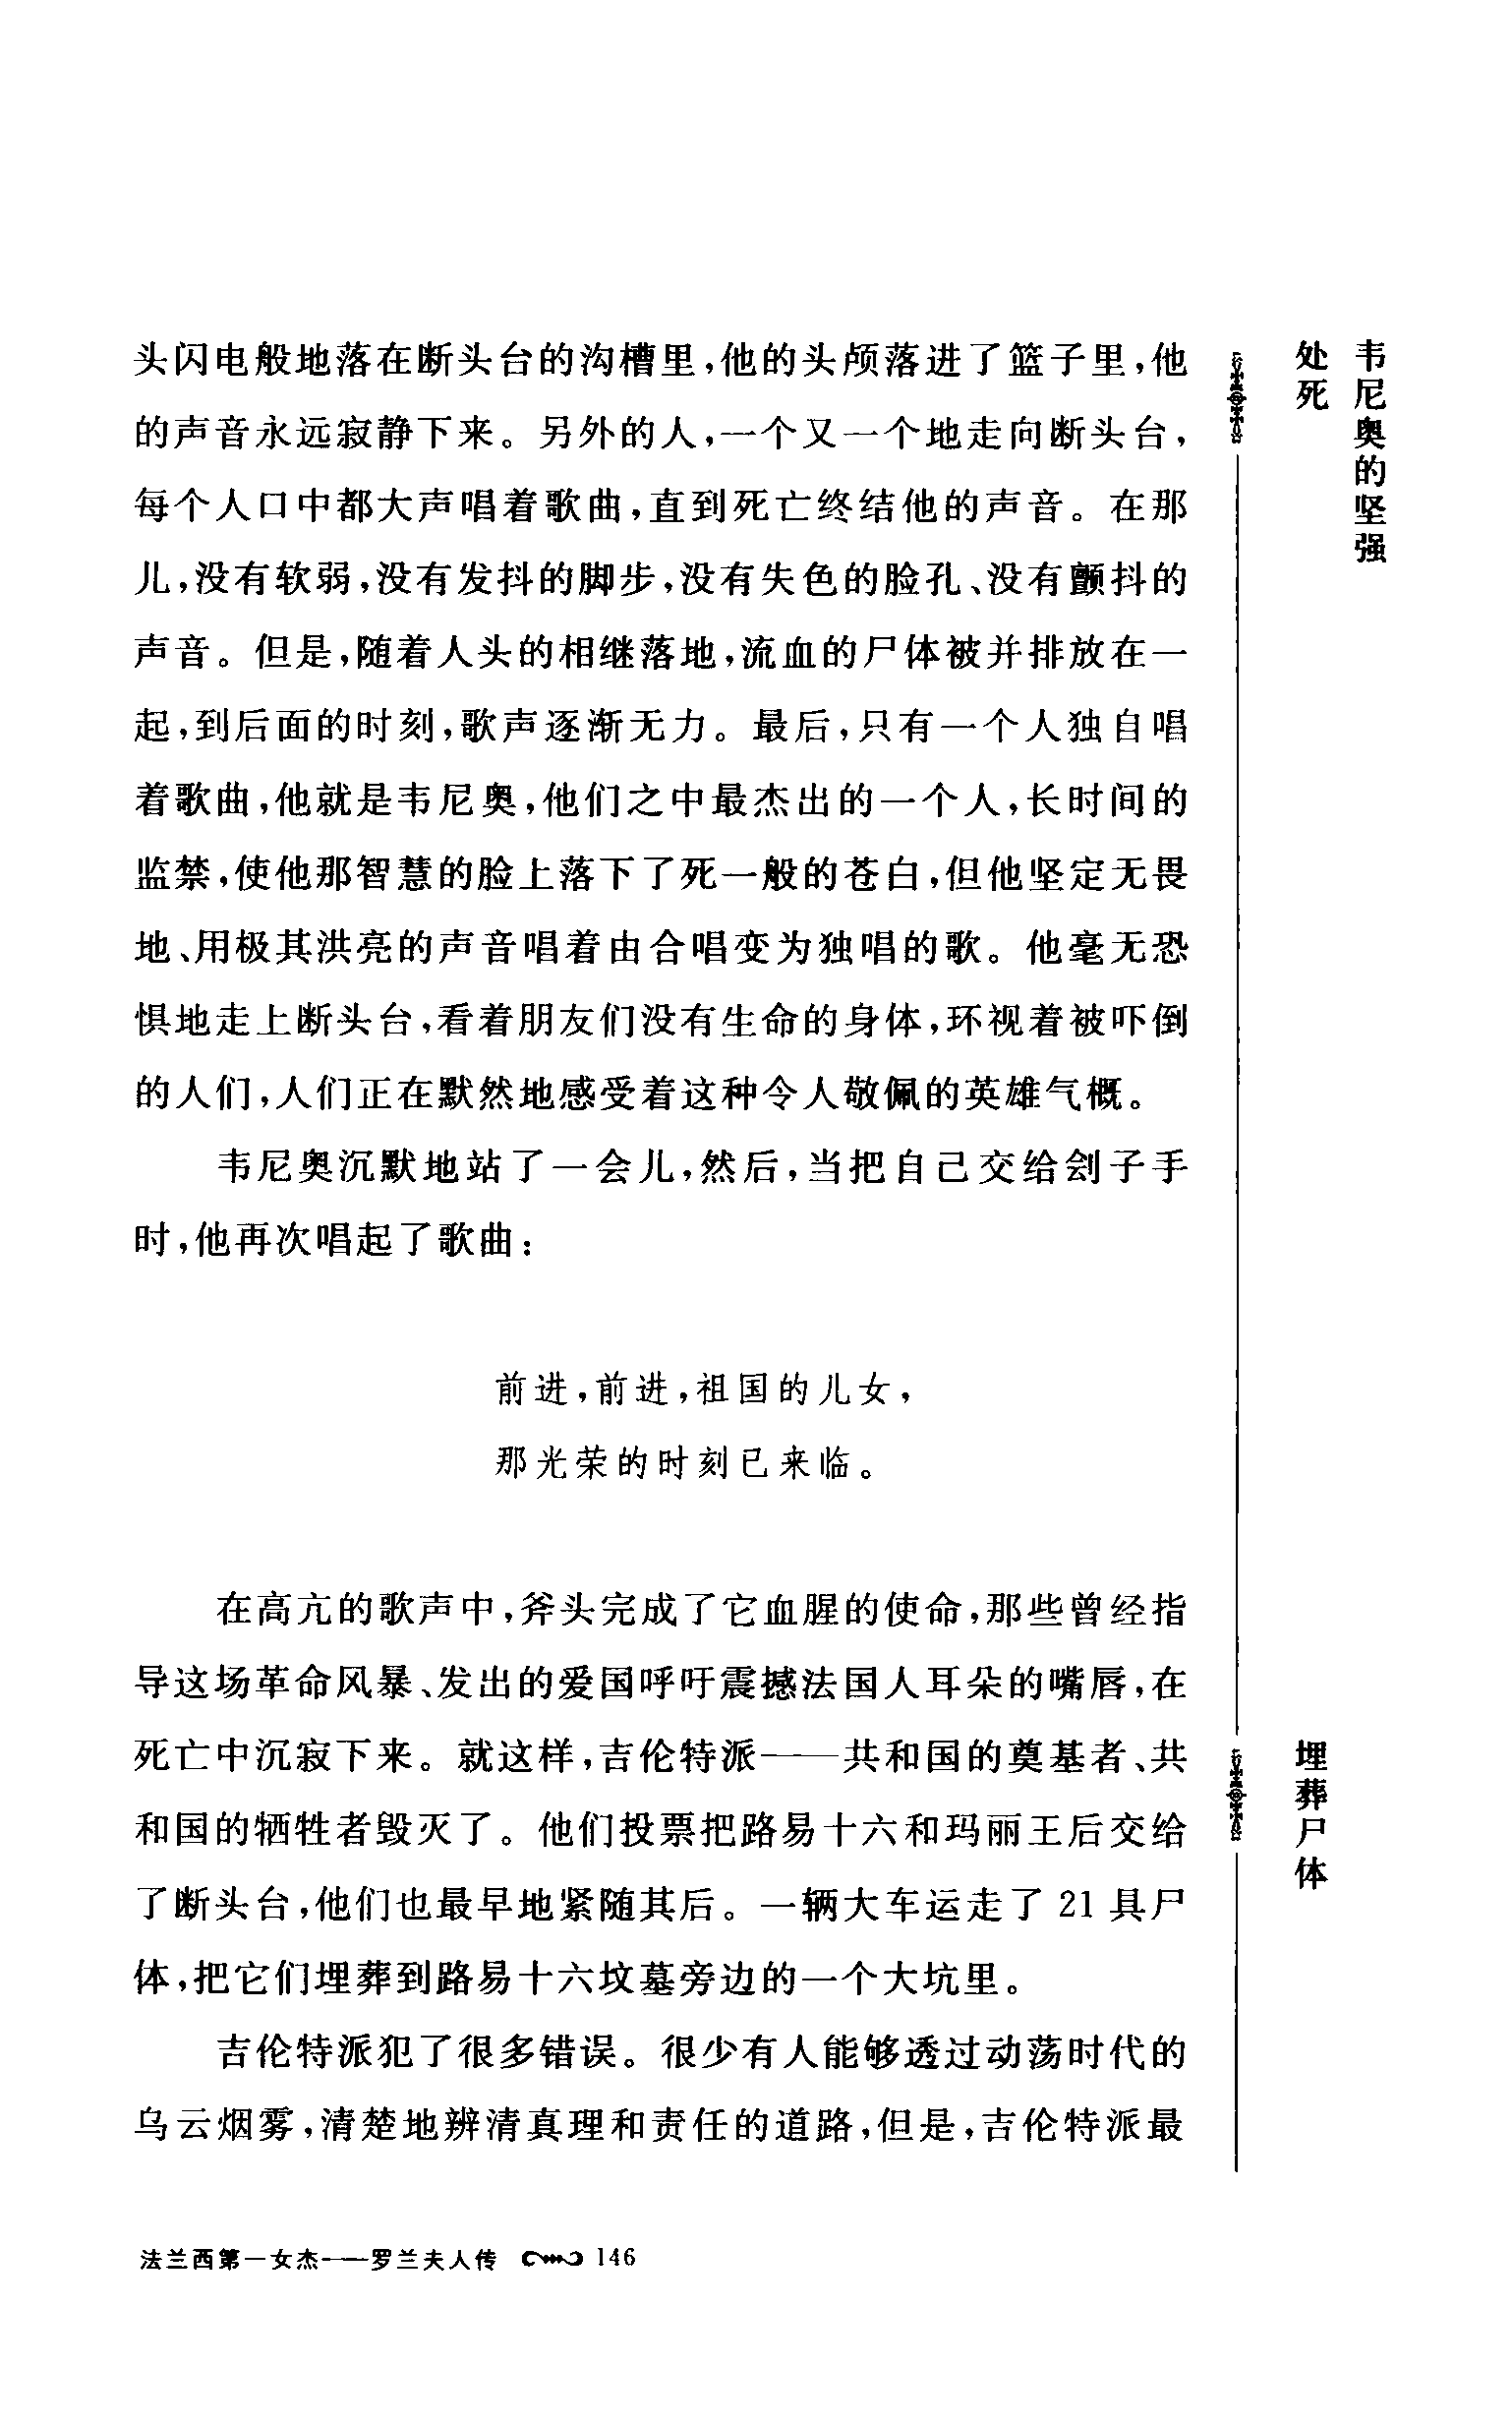 头闪电般地落在断头台的沟槽里,他的头颅落进了篮子里,他
的声音永远寂静下来。另外的人,一个又一个地走向断头台,
每个人口中都大声唱着歌曲,直到死亡终结他的声音。在那
儿,没有软弱,没有发抖的脚步,没有失色的脸孔、没有颤抖的
声音。但是,随着人头的相继落地,流血的尸体被并排放在一
起,到后面的时刻,歌声逐渐无力。最后,只有一个人独自唱
着歌曲,他就是韦尼奥,他们之中最杰出的一个人,长时间的
监禁,使他那智慧的脸上落下了死一般的苍白,但他坚定无畏
地、用极其洪亮的声音唱着由合唱变为独唱的歌。他毫无恐
惧地走上断头台,看着朋友们没有生命的身体,环视着被吓倒
的人们,人们正在默然地感受着这种令人敬佩的英雄气概。
韦尼奥沉默地站了一会儿,然后,当把自己交给刽子手
时,他再次唱起了歌曲:
前进,前进,祖国的儿女,
那光荣的时刻已来临。
在高亢的歌声中,斧头完成了它血腥的使命,那些曾经指
导这场革命风暴、发出的爱国呼吁震撼法国人耳朵的嘴唇,在
死亡中沉寂下来。就这样,吉伦特派——共和国的奠基者、共
和国的牺牲者毁灭了。他们投票把路易十六和玛丽王后交给
了断头台,他们也最早地紧随其后。一辆大车运走了 21 具尸
体,把它们埋葬到路易十六坟墓旁边的一个大坑里。
吉伦特派犯了很多错误。很少有人能够透过动荡时代的
乌云烟雾,清楚地辨清真理和责任的道路,但是,吉伦特派最
韦尼奥的坚强
处死
埋葬尸体
法兰西第一女杰——罗兰夫人传 146